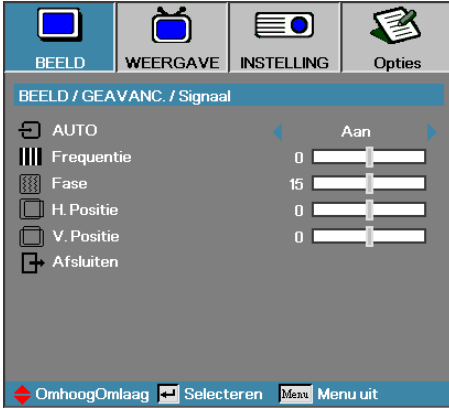 BEELD WEERGAVE INSTELLING Opties
BEELD / GEAVANC. / Signaal
AUTO Aan
Frequentie 0
Fase 15
H. Positie 0
V. Positie 0
Afsluiten
OmhoogOmlaag Selecteren Menu Menu uit